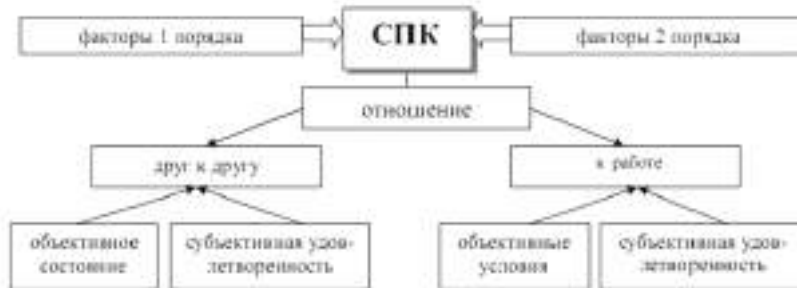 факторы 1 порядка
СПК
факторы 2 порядка
отношение
друг к другу
к работе
объективное
состояние
субъективная удов-
летворенность
объективные
условия
субъективная удов-
летворенность